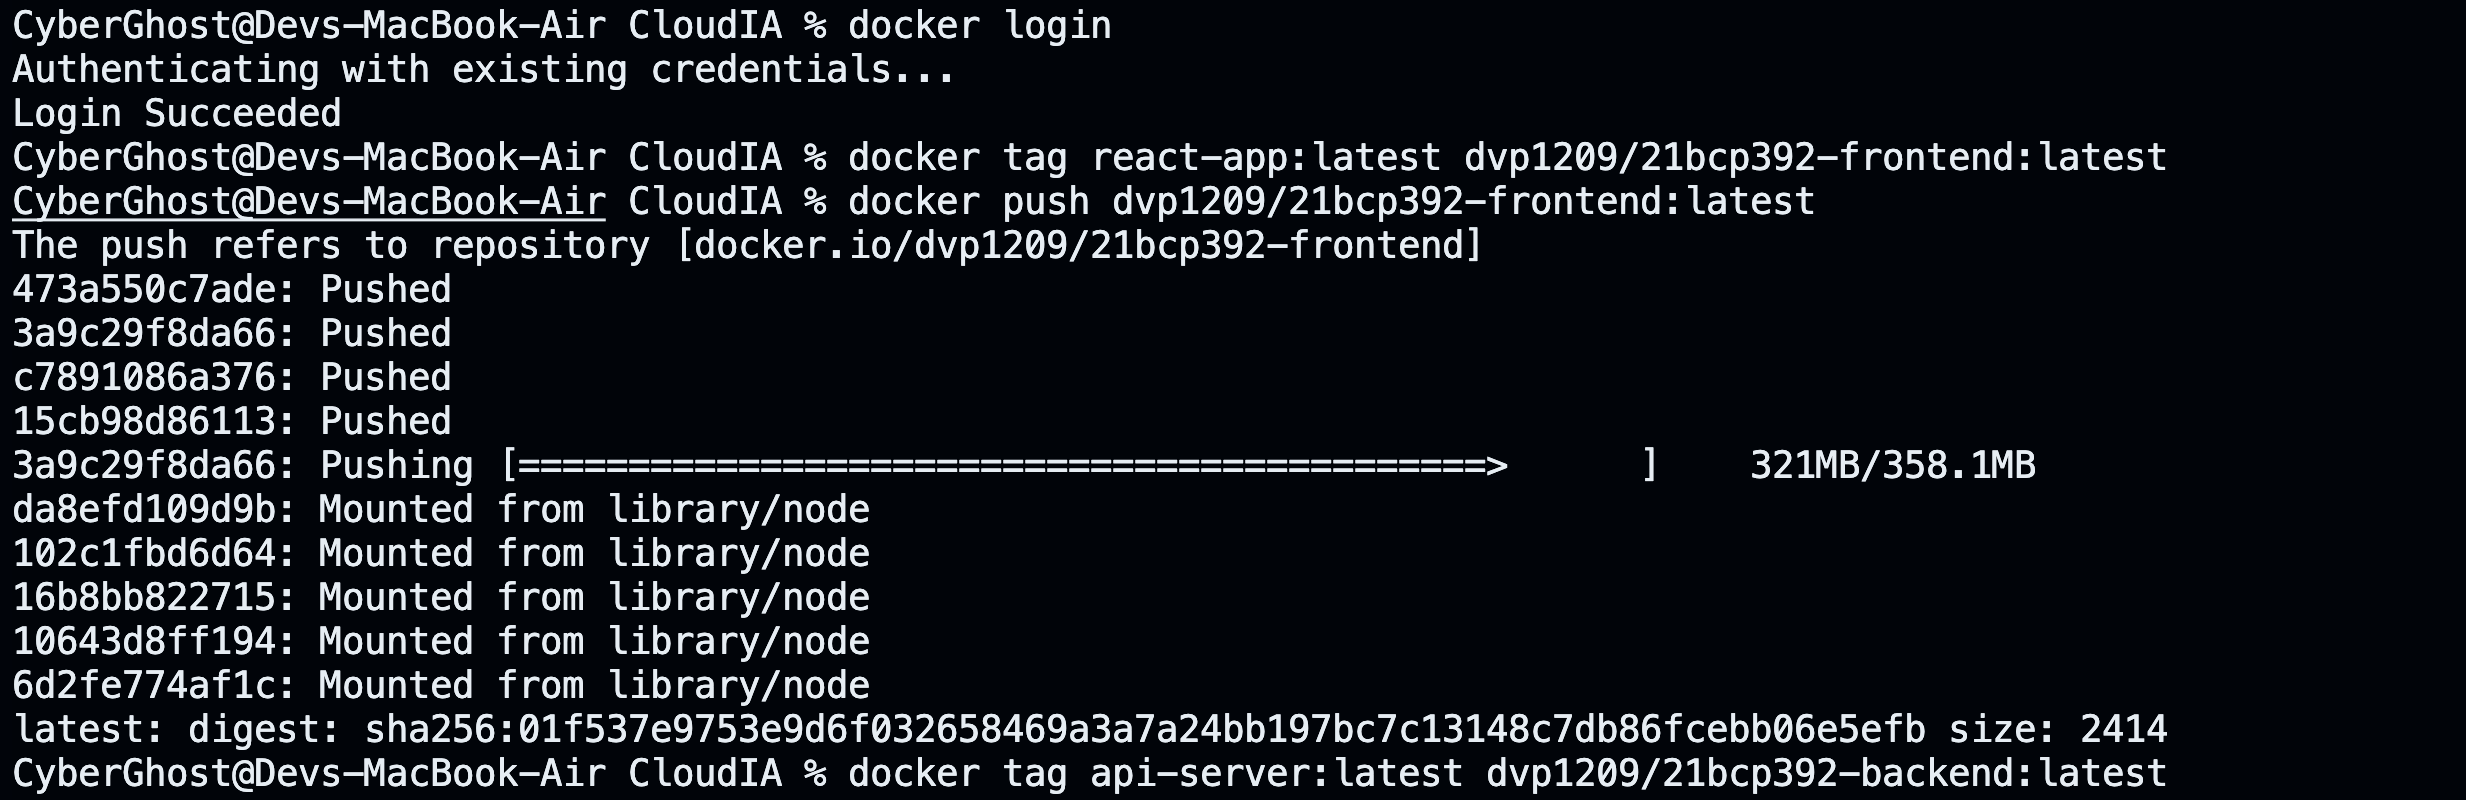 CyberGhost@Devs-MacBook-Air CloudIA % docker login
Authenticating with existing credentials...
Login Succeeded
CyberGhost@Devs-MacBook-Air CloudIA % docker tag react-app:latest dvp1209/21bcp392-frontend:latest
CyberGhost@Devs-MacBook-Air CloudIA % docker push dvp1209/21bcp392-frontend:latest
The push refers to repository [docker.io/dvp1209/21bcp392-frontend]
473a550c7ade: Pushed
3a9c29f8da66: Pushed
c7891086a376: Pushed
15cb98d86113: Pushed
3a9c29f8da66: Pushing [============================================>      ]    321MB/358.1MB
da8efd109d9b: Mounted from library/node
102c1fbd6d64: Mounted from library/node
16b8bb822715: Mounted from library/node
10643d8ff194: Mounted from library/node
6d2fe774af1c: Mounted from library/node
latest: digest: sha256:01f537e9753e9d6f032658469a3a7a24bb197bc7c13148c7db86fcebb06e5efb size: 2414
CyberGhost@Devs-MacBook-Air CloudIA % docker tag api-server:latest dvp1209/21bcp392-backend:latest